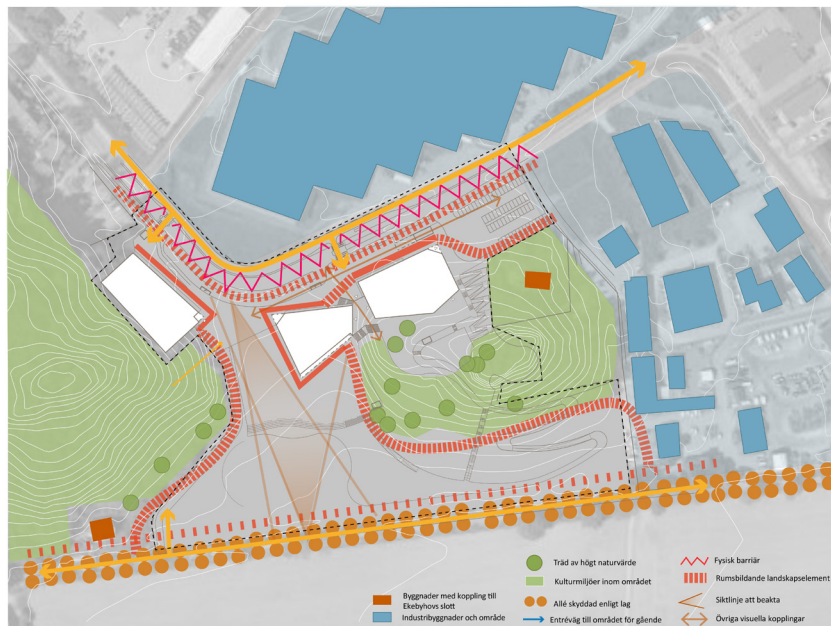 Byggnader med koppling till
Ekebyhovs slott
Industribyggnader och område
Träd av högt naturvärde
Kulturmiljöer inom området
Allé skyddad enligt lag
Entréväg till området för gående
Fysisk barriär
Rumsbildande landskapselement
Siktlinje att beakta
Övriga visuella kopplingar